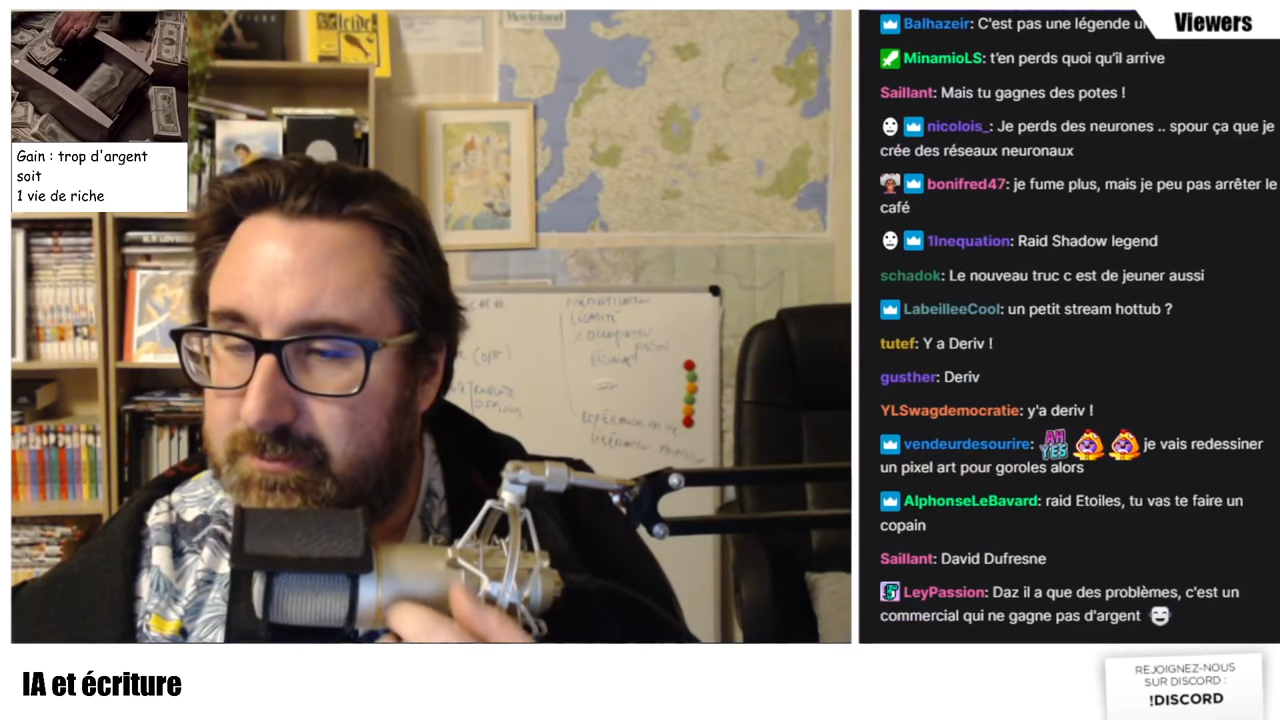 Gain : trop d'argent
soit
1 vie de riche
Viewers
Balhazeir: C'est pas une légende
MinamioLS: t'en perds quoi qu'il arrive
Saillant: Mais tu gagnes des potes !
nicolois_: Je perds des neurones .. spour ça que je
crée des réseaux neuronaux
bonifred47: je fume plus, mais je peu pas arrêter le
café
1Inequation: Raid Shadow legend
schadok: Le nouveau truc c est de jeuner aussi
LabeilleeCool: un petit stream hottub ?
tutef: Y a Deriv !
gusther: Deriv
YLSwagdemocratie: y'a deriv !
vendeurdesourire: AH YES je vais redessiner
un pixel art pour goroles alors
AlphonseLeBavard: raid Etoiles, tu vas te faire un
copain
Saillant: David Dufresne
LeyPassion: Daz il a que des problèmes, c'est un
commercial qui ne gagne pas d'argent
IA et écriture
REJOIGNEZ-NOUS
SUR DISCORD :
!DISCORD